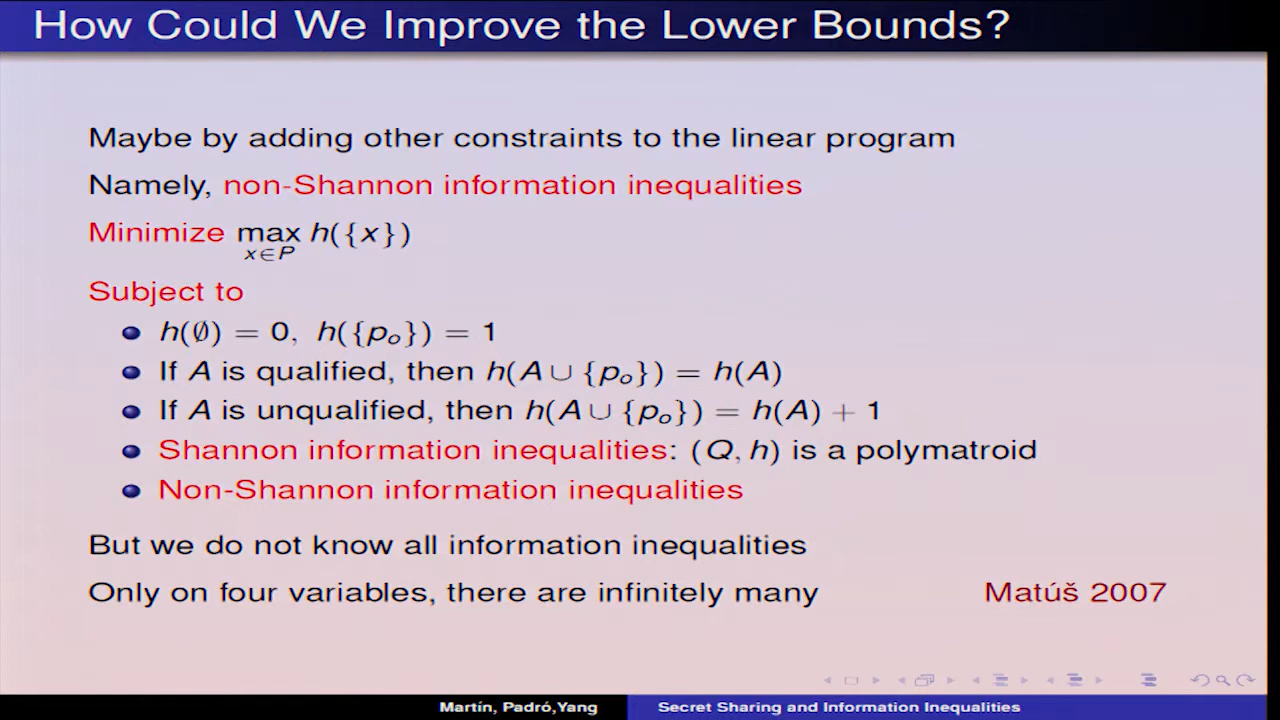 How Could We Improve the Lower Bounds?
Maybe by adding other constraints to the linear program
Namely, non-Shannon information inequalities
Minimize max h({x})
x∈P
Subject to
h(∅) = 0, h({pₒ}) = 1
If A is qualified, then h(A ∪ {pₒ}) = h(A)
If A is unqualified, then h(A ∪ {pₒ}) = h(A) + 1
Shannon information inequalities: (Q, h) is a polymatroid
Non-Shannon information inequalities
But we do not know all information inequalities
Only on four variables, there are infinitely many Matúš 2007
Martín, Padró,Yang Secret Sharing and Information Inequalities